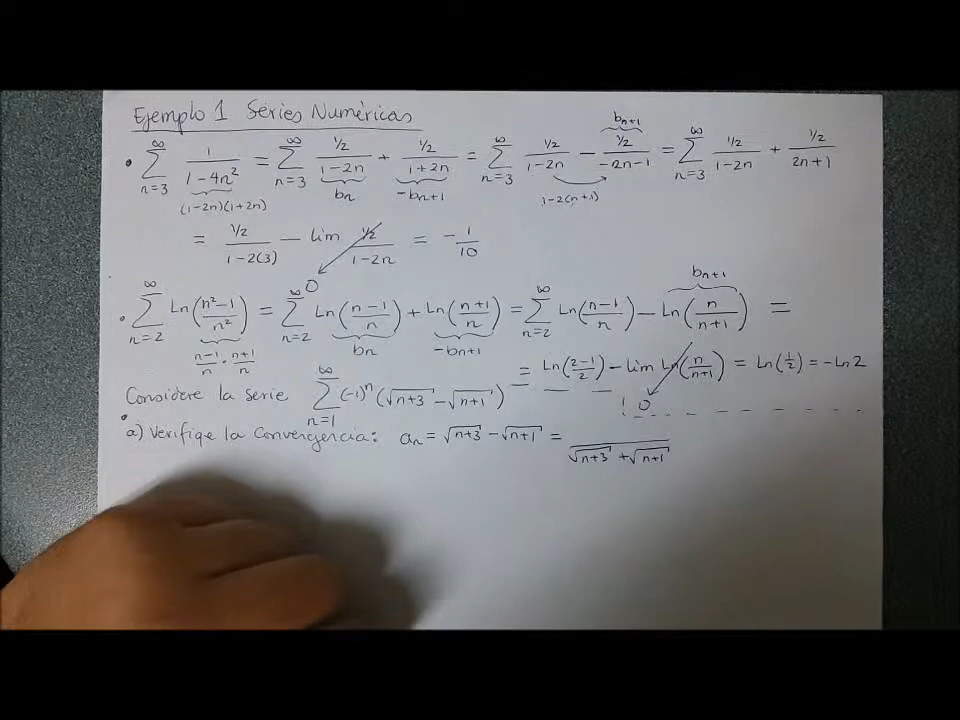 Ejemplo 1 Series Numéricas
• ∑_{n=3}^{∞} 1/(1-4n²) = ∑_{n=3}^{∞} (1/2)/(1-2n) + (1/2)/(1+2n) = ∑_{n=3}^{∞} (1/2)/(1-2n) - (1/2)/(-2n-1) = ∑_{n=3}^{∞} (1/2)/(1-2n) + (1/2)/(2n+1)
(1-2n)(1+2n) bn -bn+1 1-2(n+1) bn+1
= (1/2)/(1-2(3)) - lim (1/2)/(1-2n) = -1/10
0
• ∑_{n=2}^{∞} Ln((n²-1)/n²) = ∑_{n=2}^{∞} Ln((n-1)/n) + Ln((n+1)/n) = ∑_{n=2}^{∞} Ln((n-1)/n) - Ln(n/(n+1)) =
(n-1)/n · (n+1)/n bn -bn+1 bn+1
= Ln((2-1)/2) - lim Ln(n/(n+1)) = Ln(1/2) = -Ln 2
0
Considere la serie ∑_{n=1}^{∞} (-1)^n (√(n+3) - √(n+1))
• a) Verifique la Convergencia: an = √(n+3) - √(n+1) =
√(n+3) + √(n+1)